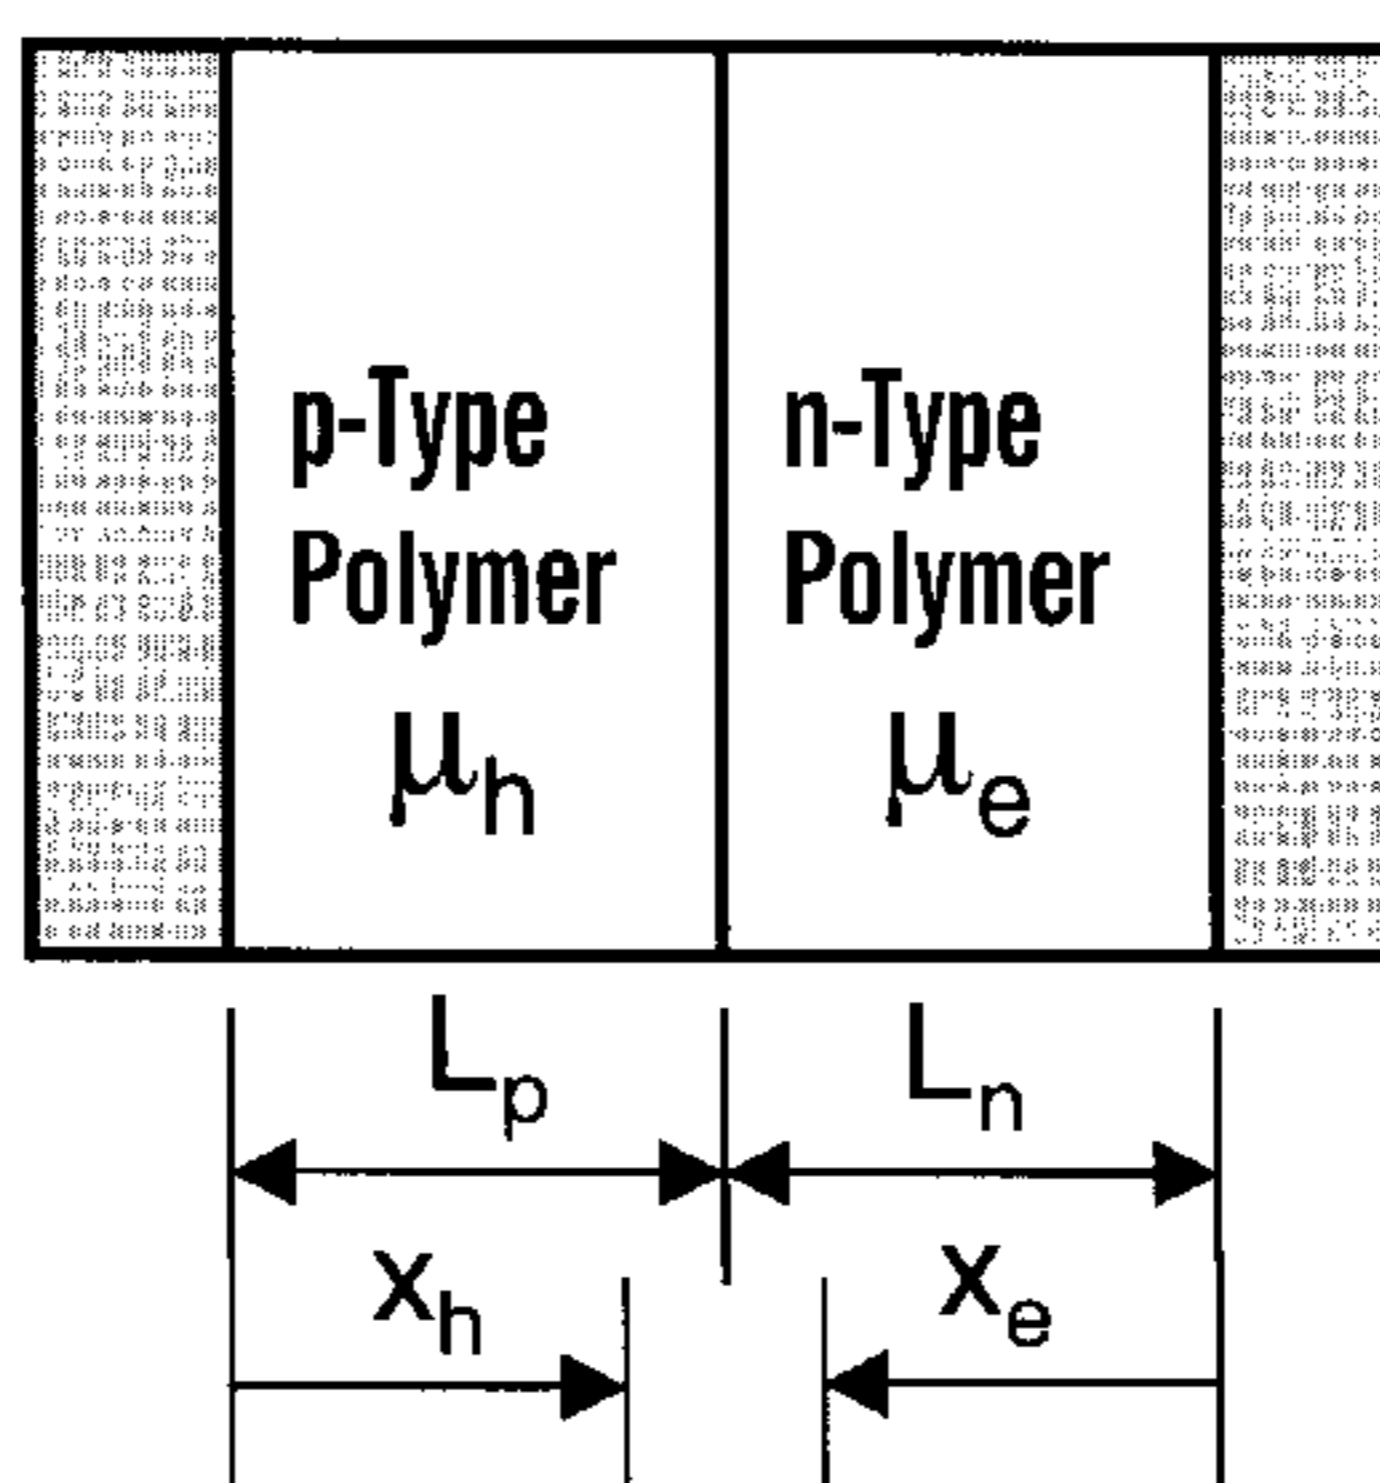 p-Type n-Type
Polymer Polymer
μh μe
Lp Ln
xh xe